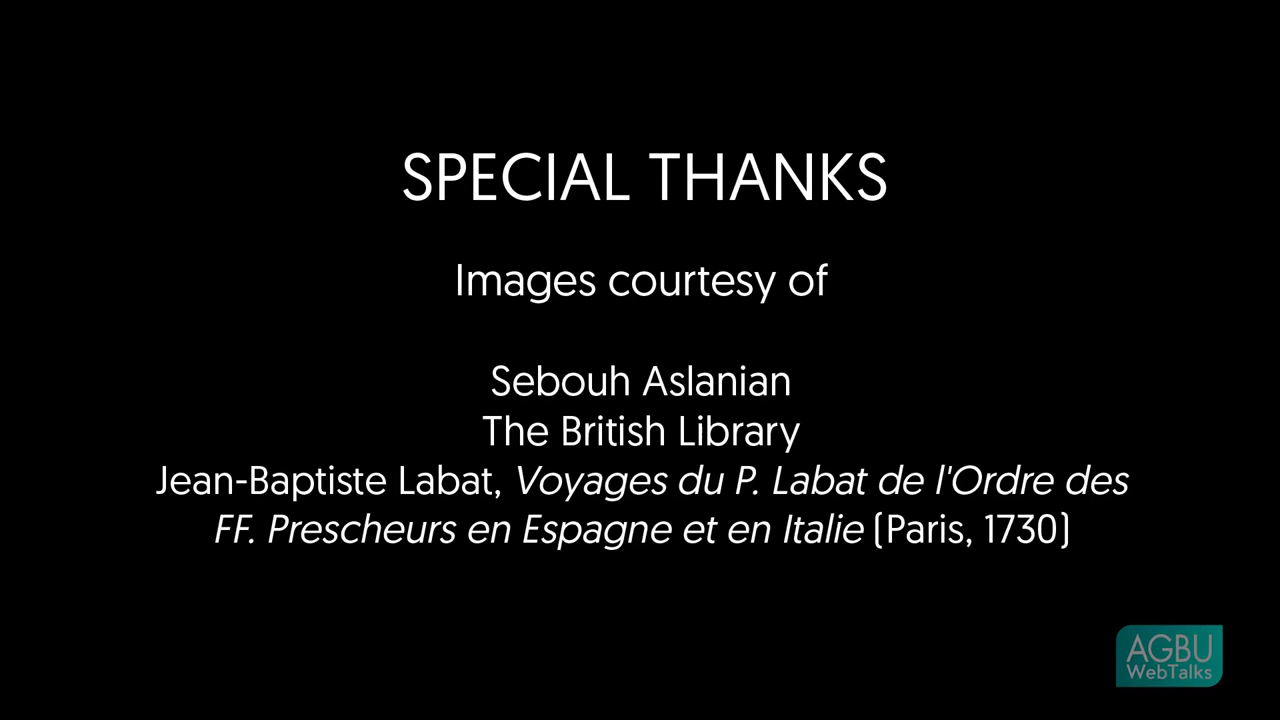 SPECIAL THANKS
Images courtesy of
Sebouh Aslanian
The British Library
Jean-Baptiste Labat, Voyages du P. Labat de l'Ordre des
FF. Prescheurs en Espagne et en Italie (Paris, 1730)
AGBU
WebTalks